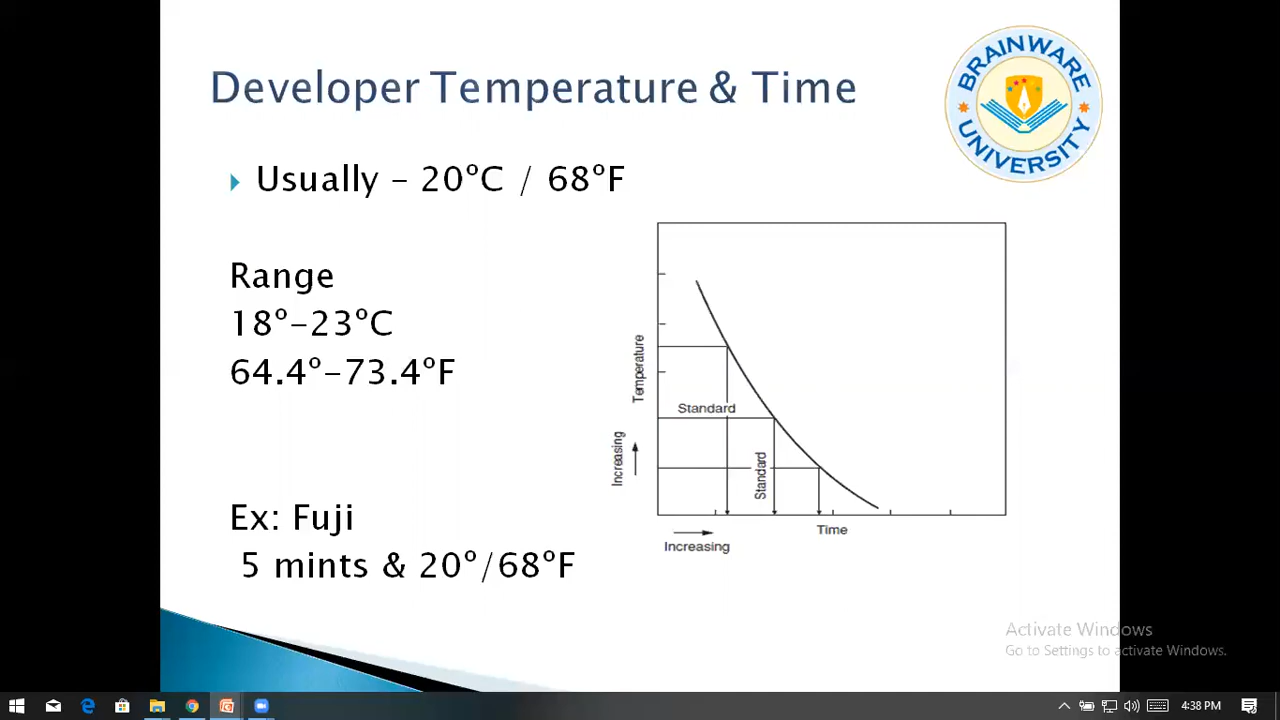 Developer Temperature & Time
BRAINWARE
UNIVERSITY
Usually – 20°C / 68°F
Range
18°-23°C
64.4°-73.4°F
Ex: Fuji
5 mints & 20°/68°F
Temperature
Increasing
Standard
Standard
Time
Increasing
Activate Windows
Go to Settings to activate Windows.
4:38 PM